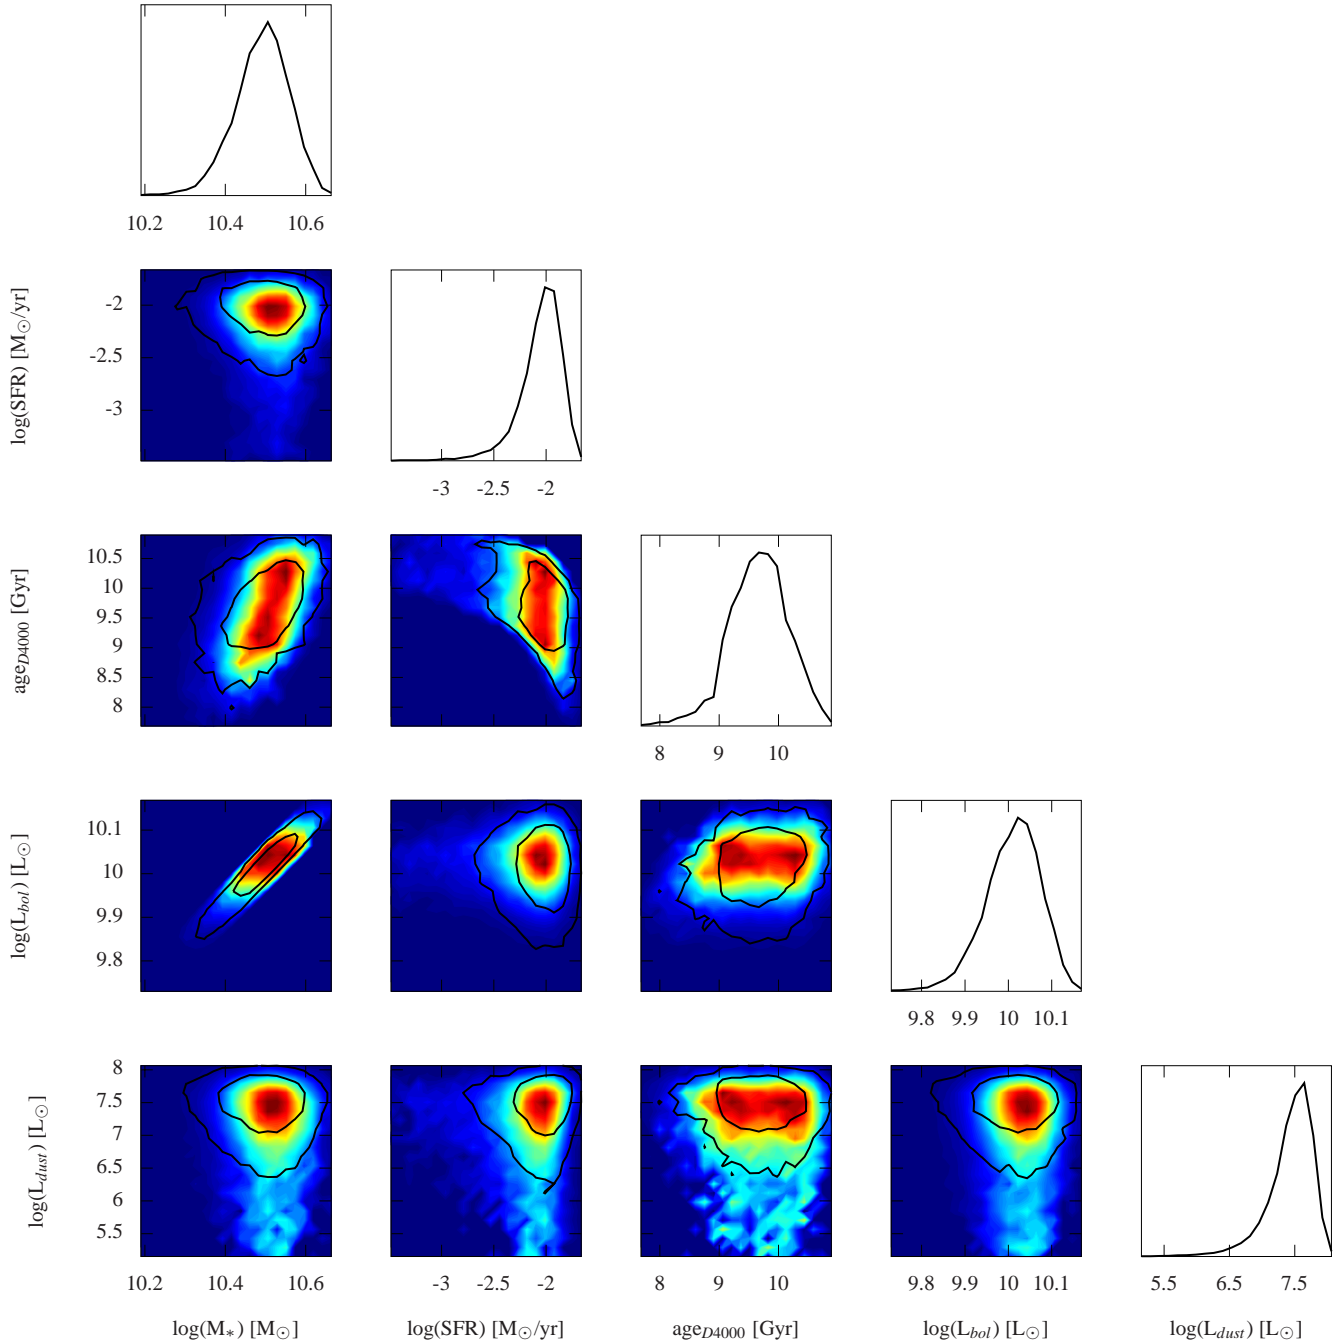 10.2 10.4 10.6
log(SFR) [M⊙/yr]
-2
-2.5
-3
-3 -2.5 -2
age_D4000 [Gyr]
10.5
10
9.5
9
8.5
8
8 9 10
log(L_bol) [L⊙]
10.1
10
9.9
9.8
9.8 9.9 10 10.1
log(L_dust) [L⊙]
8
7.5
7
6.5
6
5.5
10.2 10.4 10.6
-3 -2.5 -2
8 9 10
9.8 9.9 10 10.1
5.5 6.5 7.5
log(M_*) [M⊙]
log(SFR) [M⊙/yr]
age_D4000 [Gyr]
log(L_bol) [L⊙]
log(L_dust) [L⊙]